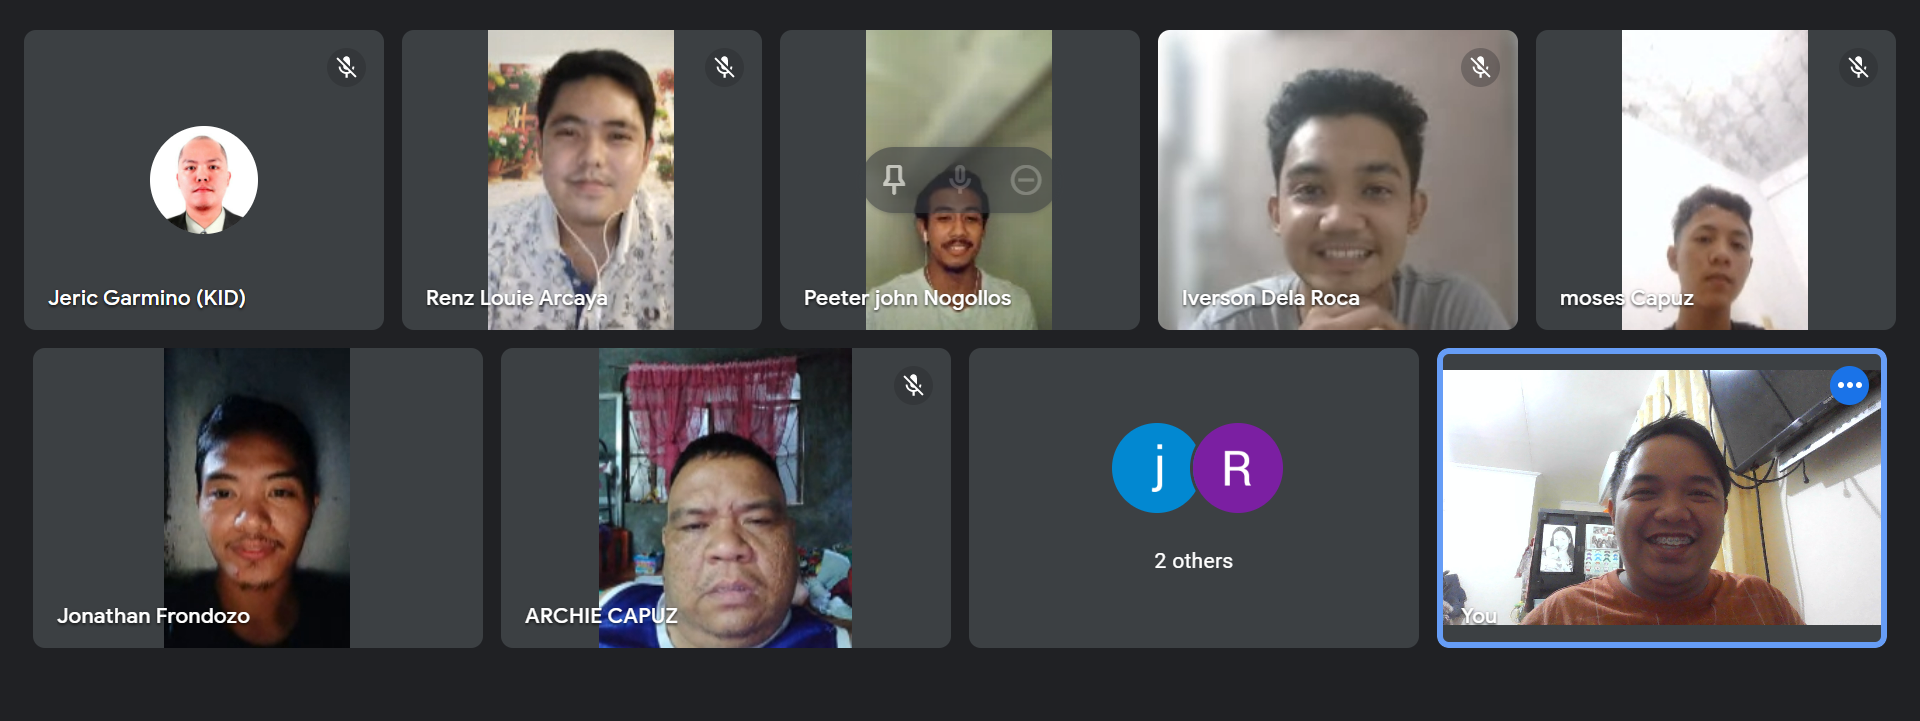 Jeric Garmino (KID)
Renz Louie Arcaya
Peeter john Nogollos
Iverson Dela Roca
moses Capuz
Jonathan Frondozo
ARCHIE CAPUZ
j R
2 others
You